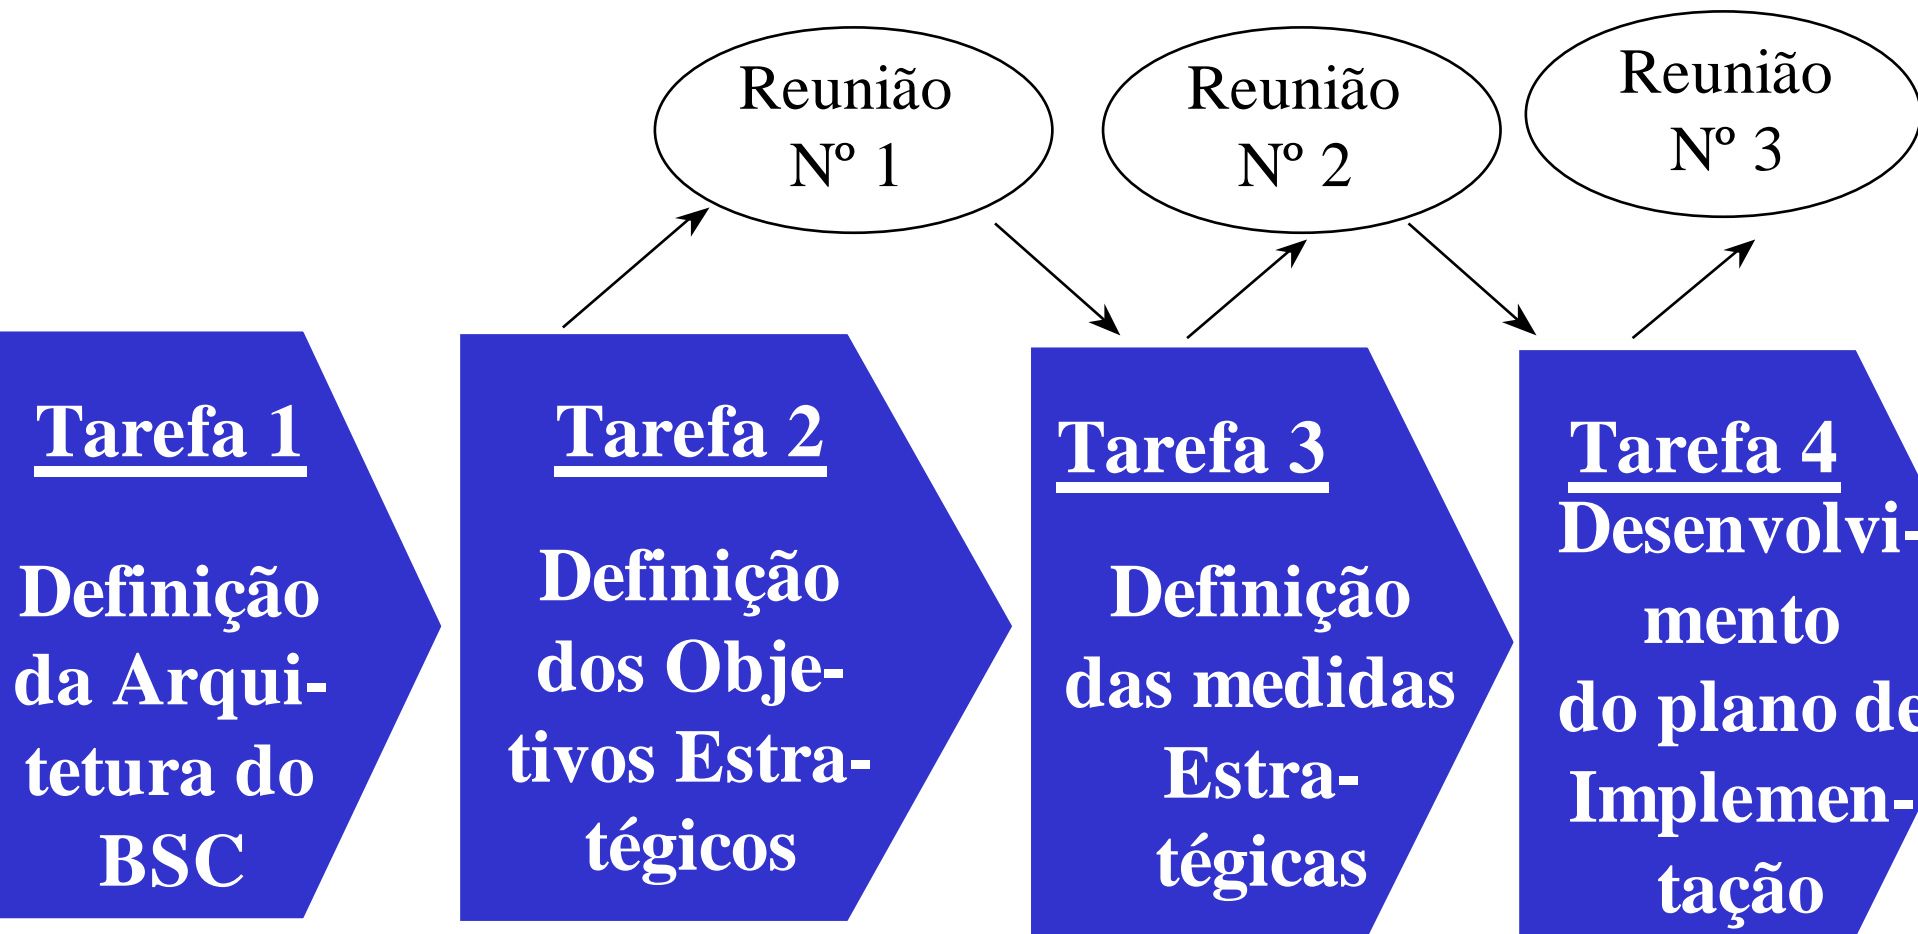 Reunião
Nº 1
Reunião
Nº 2
Reunião
Nº 3
Tarefa 1
Definição
da Arqui-
tetura do
BSC
Tarefa 2
Definição
dos Obje-
tivos Estra-
tégicos
Tarefa 3
Definição
das medidas
Estra-
tégicas
Tarefa 4
Desenvolvi-
mento
do plano de
Implemen-
tação